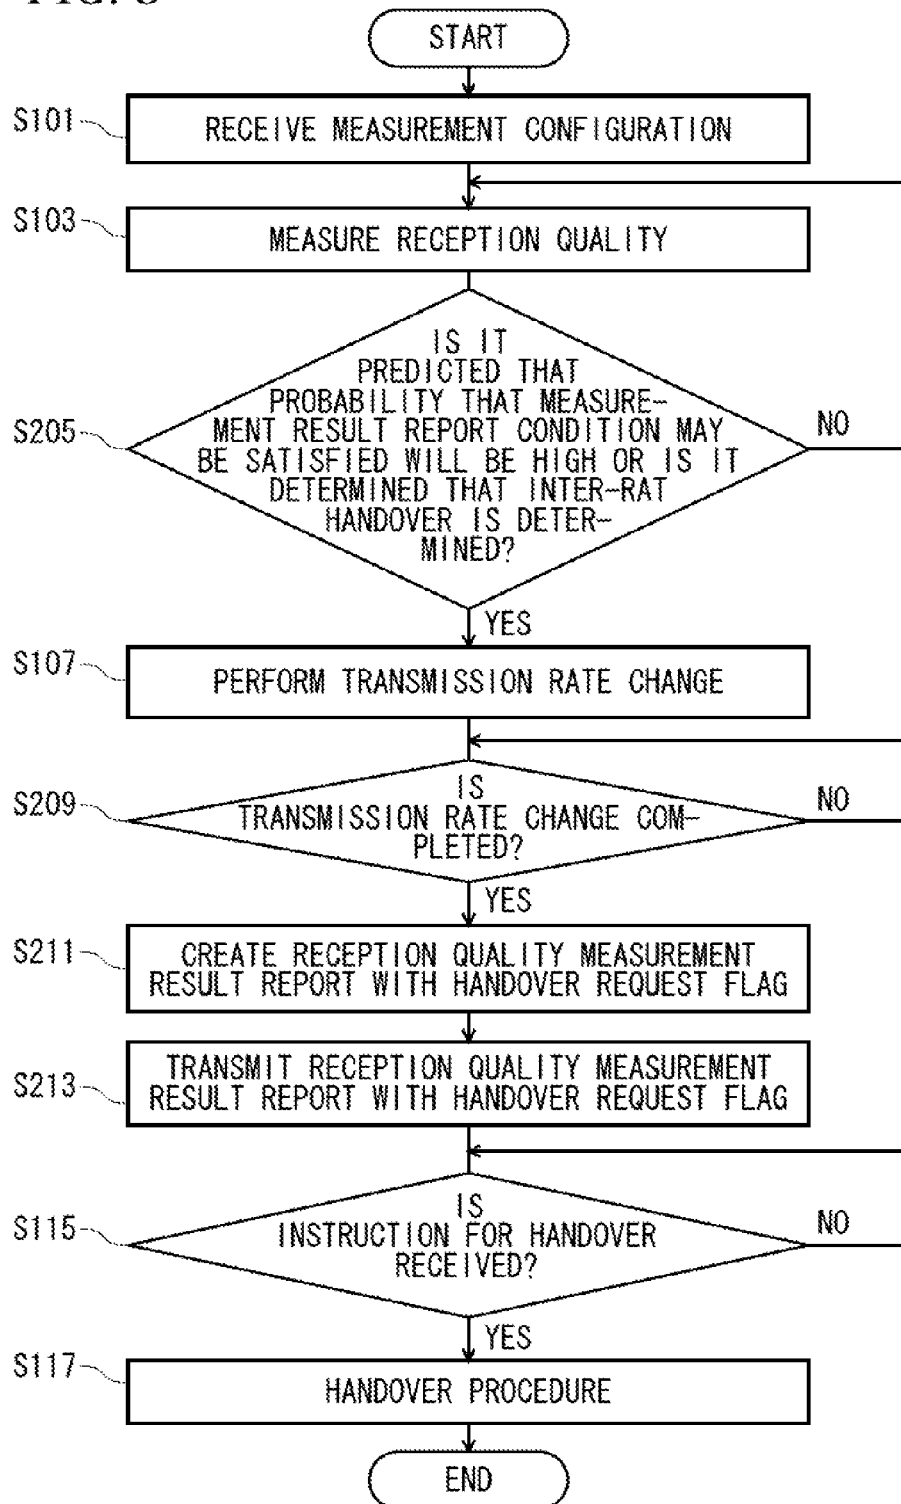 START
S101
RECEIVE MEASUREMENT CONFIGURATION
S103
MEASURE RECEPTION QUALITY
S205
IS IT
PREDICTED THAT
PROBABILITY THAT MEASURE-
MENT RESULT REPORT CONDITION MAY
BE SATISFIED WILL BE HIGH OR IS IT
DETERMINED THAT INTER-RAT
HANDOVER IS DETER-
MINED?
NO
YES
S107
PERFORM TRANSMISSION RATE CHANGE
S209
IS
TRANSMISSION RATE CHANGE COM-
PLETED?
NO
YES
S211
CREATE RECEPTION QUALITY MEASUREMENT
RESULT REPORT WITH HANDOVER REQUEST FLAG
S213
TRANSMIT RECEPTION QUALITY MEASUREMENT
RESULT REPORT WITH HANDOVER REQUEST FLAG
S115
IS
INSTRUCTION FOR HANDOVER
RECEIVED?
NO
YES
S117
HANDOVER PROCEDURE
END